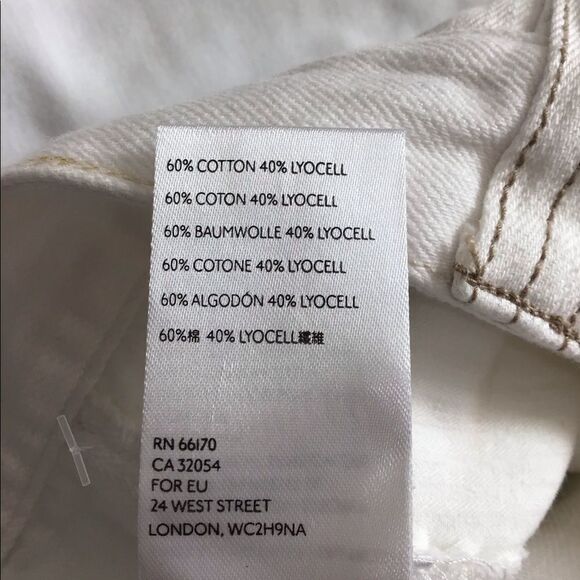 60% COTTON 40% LYOCELL
60% COTON 40% LYOCELL
60% BAUMWOLLE 40% LYOCELL
60% COTONE 40% LYOCELL
60% ALGODÓN 40% LYOCELL
60%棉 40% LYOCELL纖維
RN 66170
CA 32054
FOR EU
24 WEST STREET
LONDON, WC2H9NA